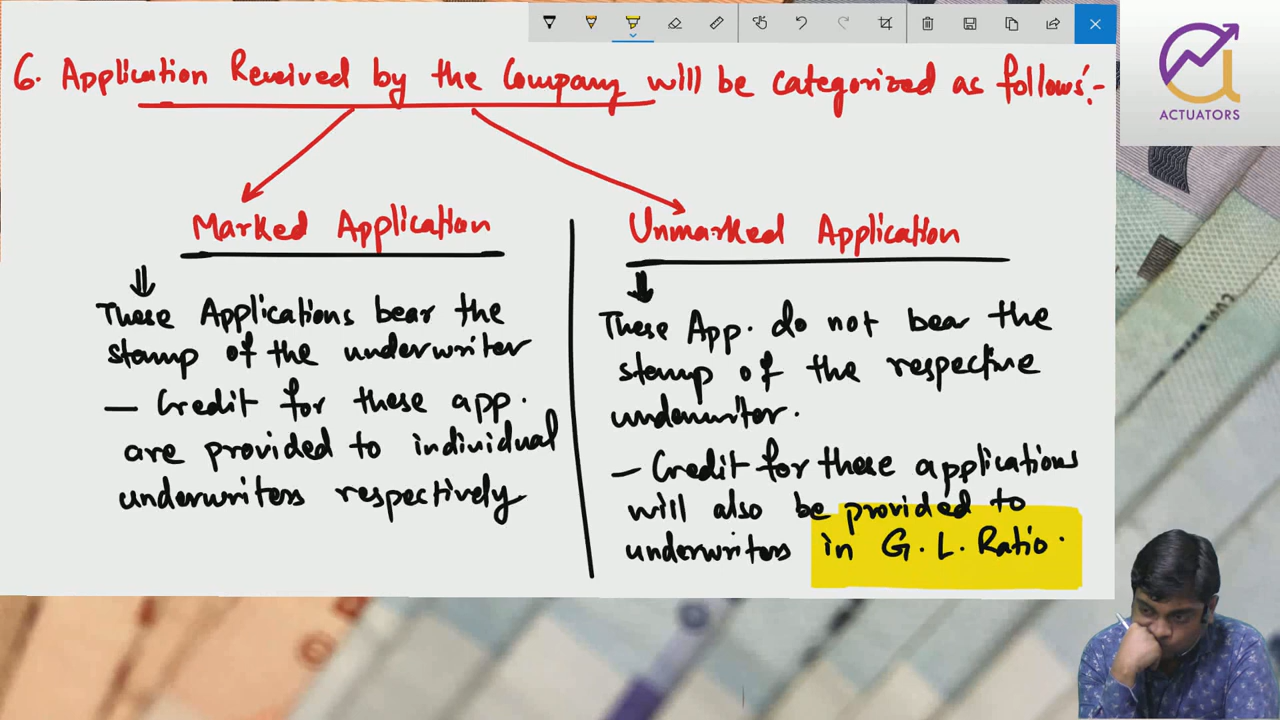 6. Application Received by the Company will be categorized as follows:-
ACTUATORS
Marked Application
These Applications bear the
stamp of the underwriter
— Credit for these app.
are provided to individual
underwriters respectively
Unmarked Application
These App. do not bear the
stamp of the respective
underwriter.
— Credit for these applications
will also be provided to
underwriters in G.L. Ratio.